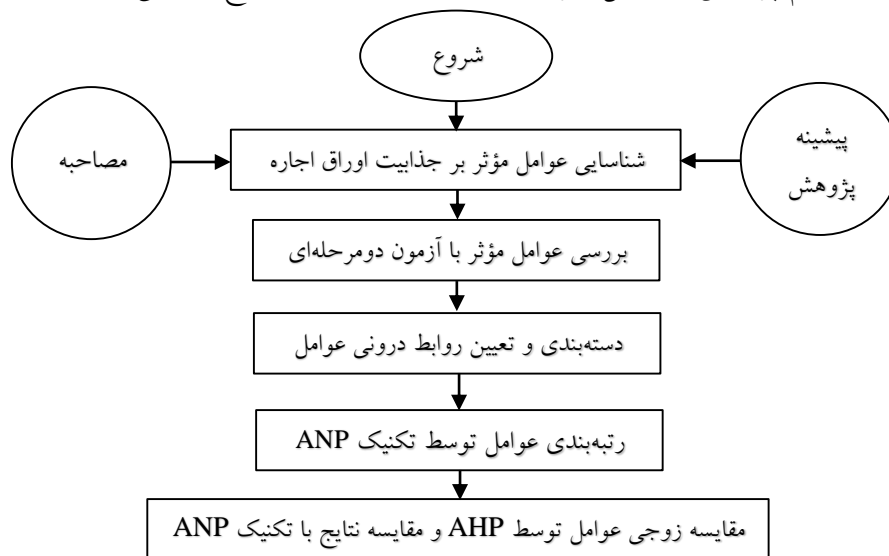 شروع
پیشینه
پژوهش
شناسایی عوامل مؤثر بر جذابیت اوراق اجاره
مصاحبه
بررسی عوامل مؤثر با آزمون دومرحله‌ای
دسته‌بندی و تعیین روابط درونی عوامل
رتبه‌بندی عوامل توسط تکنیک ANP
مقایسه زوجی عوامل توسط AHP و مقایسه نتایج با تکنیک ANP